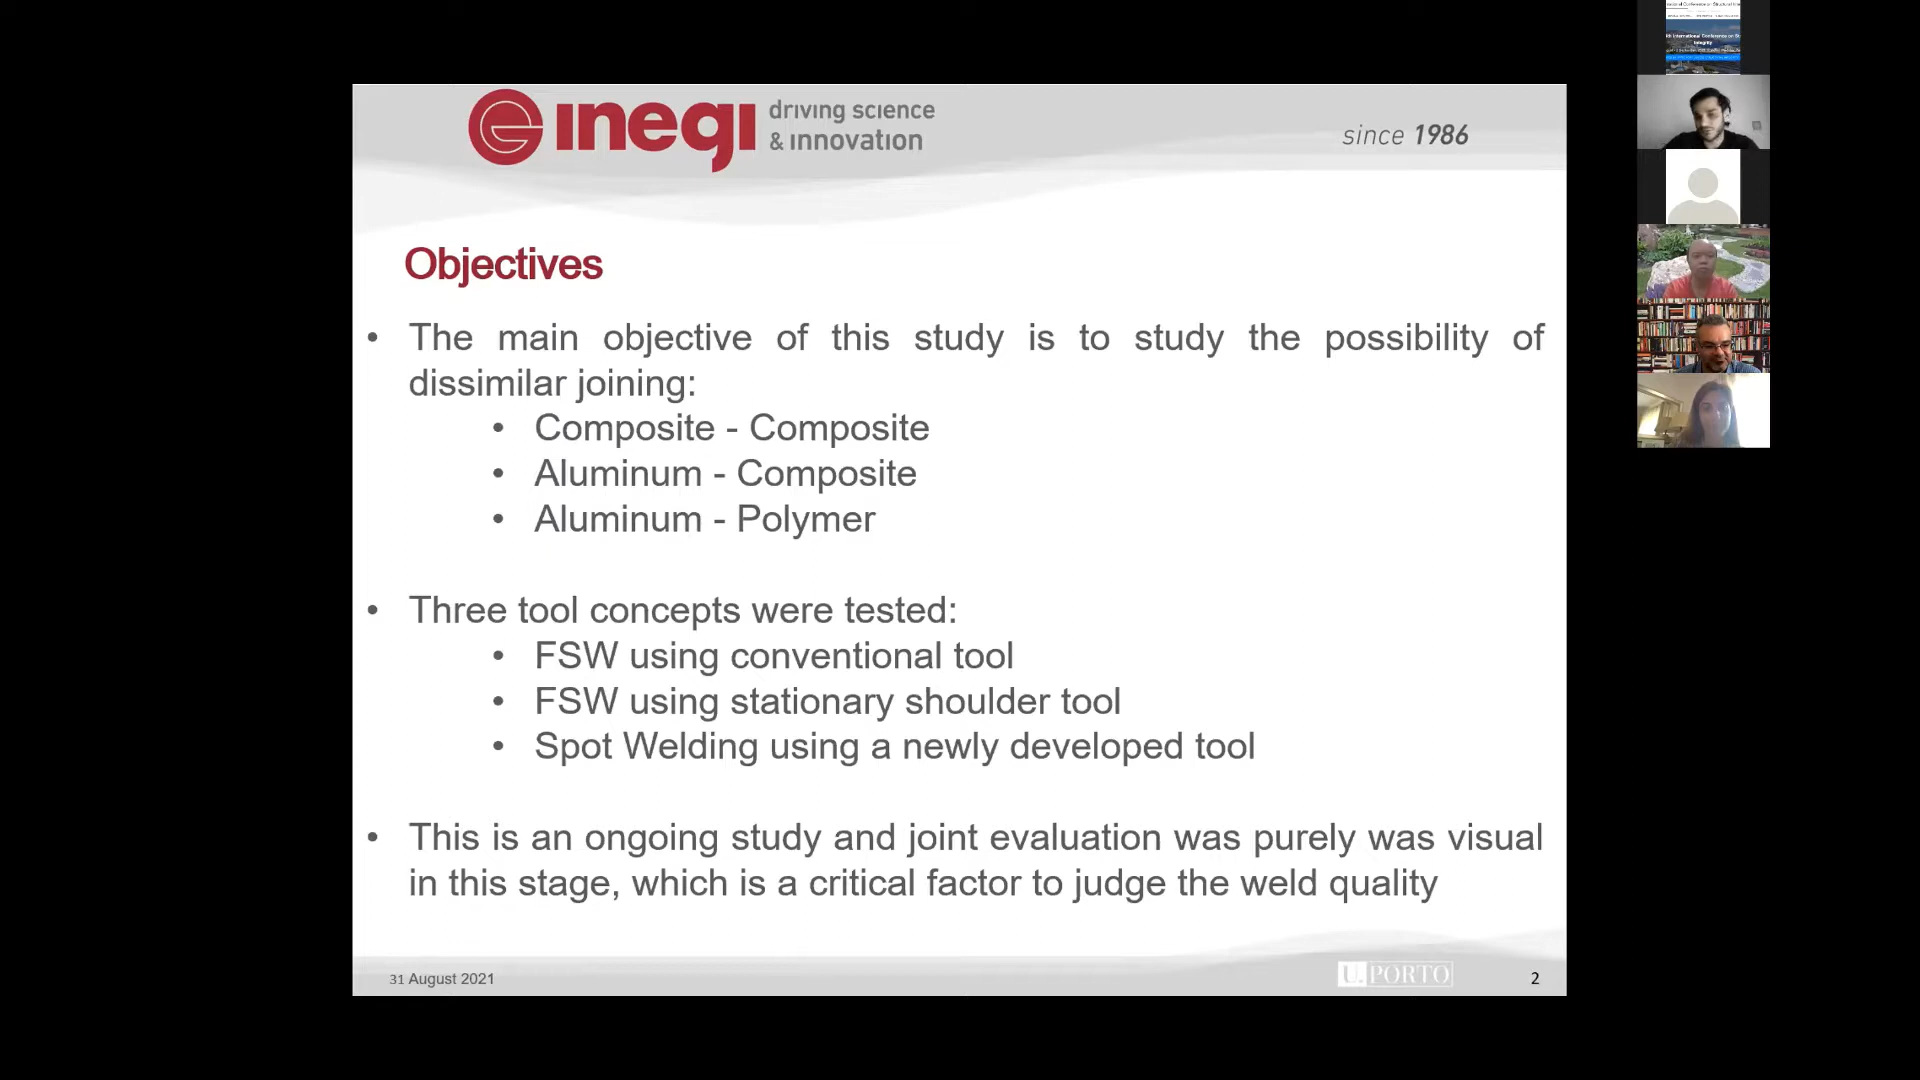 inegi driving science
& innovation
since 1986
Objectives
• The main objective of this study is to study the possibility of
dissimilar joining:
• Composite - Composite
• Aluminum - Composite
• Aluminum - Polymer
• Three tool concepts were tested:
• FSW using conventional tool
• FSW using stationary shoulder tool
• Spot Welding using a newly developed tool
• This is an ongoing study and joint evaluation was purely was visual
in this stage, which is a critical factor to judge the weld quality
31 August 2021
U.PORTO
2
International Conference on
Integrity